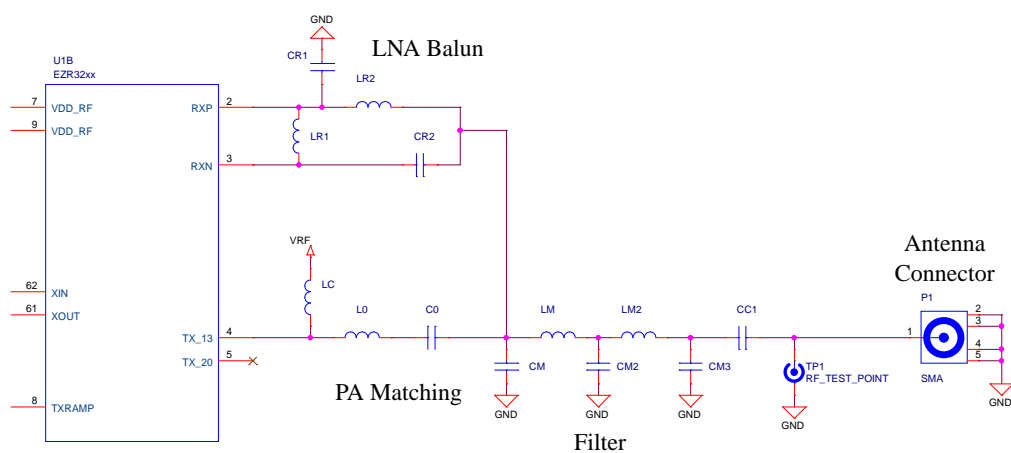 GND
LNA Balun
CR1
U1B
EZR32xx
LR2
7 VDD_RF RXP 2
9 VDD_RF
LR1
CR2
RXN 3
VRF
Antenna
Connector
LC
62 XIN
61 XOUT
P1
L0 C0 LM LM2 CC1
2
3
TX_13 4
1
4
TX_20 5
5
CM CM2 CM3
TP1
RF_TEST_POINT
SMA
PA Matching
8 TXRAMP
GND GND GND GND GND
Filter